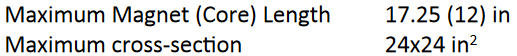 Maximum Magnet (Core) Length 17.25 (12) in
Maximum cross-section 24x24 in²